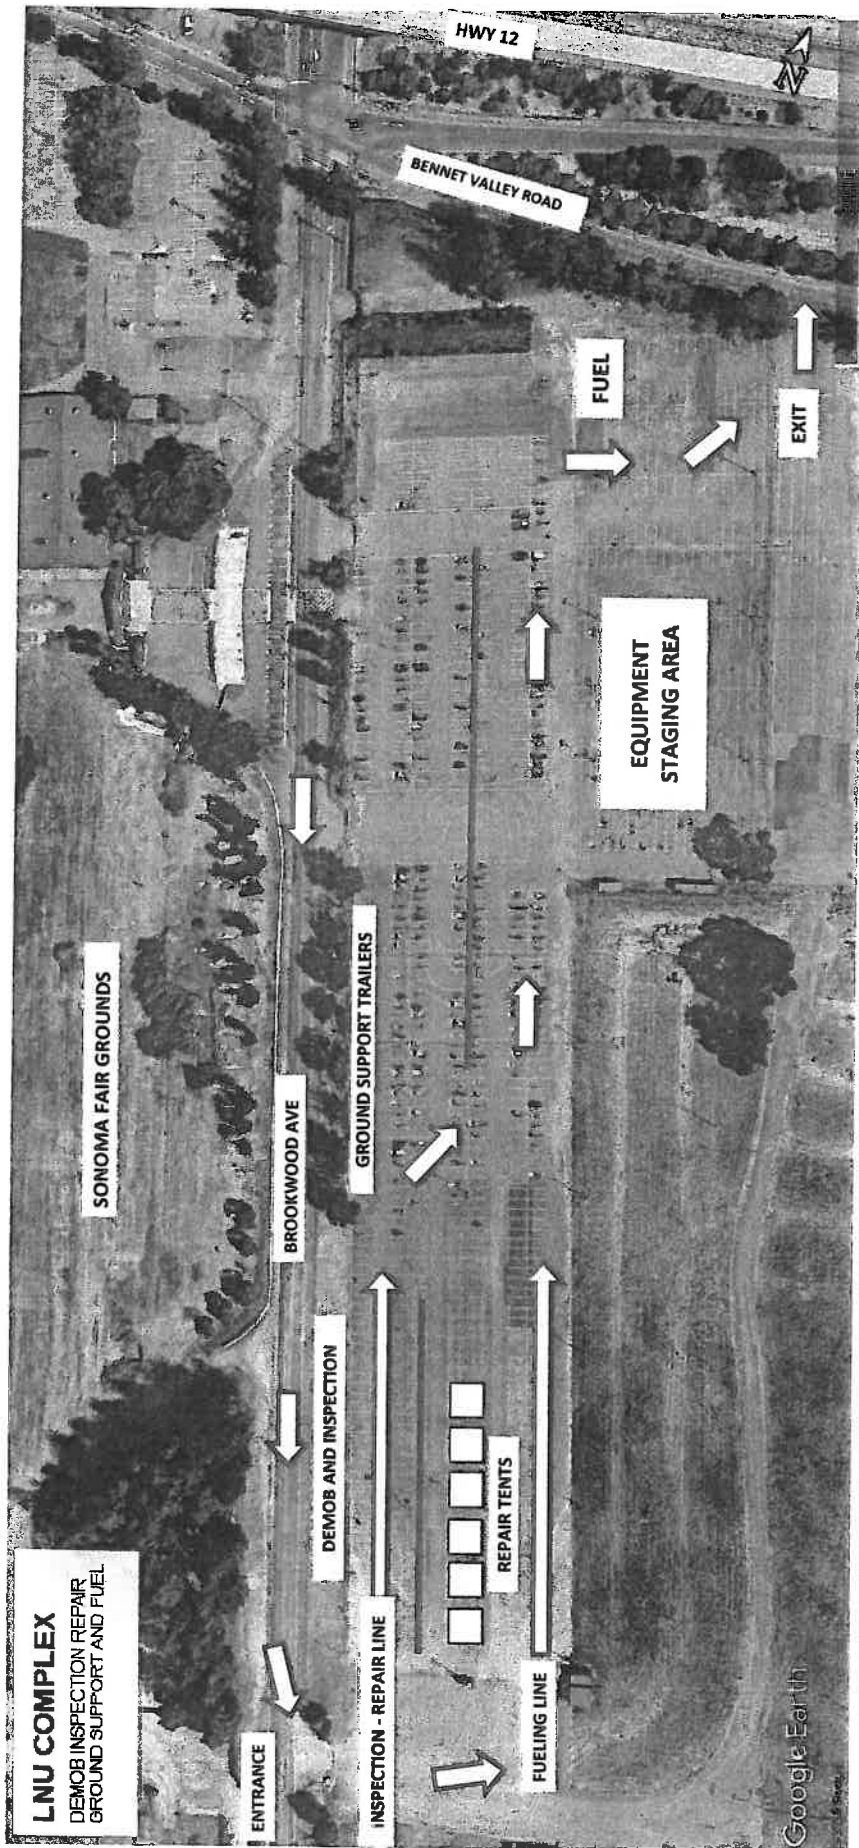 LNU COMPLEX
DEMOB INSPECTION REPAIR
GROUND SUPPORT AND FUEL
SONOMA FAIR GROUNDS
HWY 12
BENNET VALLEY ROAD
N
ENTRANCE
BROOKWOOD AVE
DEMOB AND INSPECTION
GROUND SUPPORT TRAILERS
INSPECTION - REPAIR LINE
REPAIR TENTS
FUELING LINE
FUEL
EQUIPMENT
STAGING AREA
EXIT
Google Earth